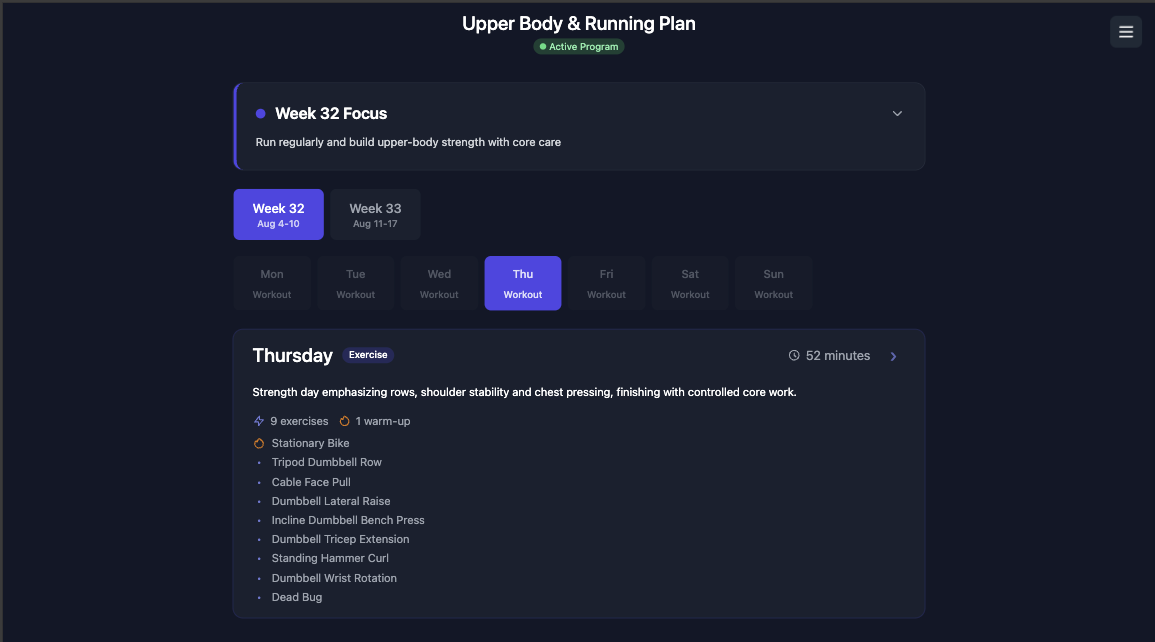 Upper Body & Running Plan
Active Program
Week 32 Focus
Run regularly and build upper-body strength with core care
Week 32 Week 33
Aug 4-10 Aug 11-17
Mon Tue Wed Thu Fri Sat Sun
Workout Workout Workout Workout Workout Workout Workout
Thursday Exercise 52 minutes
Strength day emphasizing rows, shoulder stability and chest pressing, finishing with controlled core work.
9 exercises 1 warm-up
Stationary Bike
Tripod Dumbbell Row
Cable Face Pull
Dumbbell Lateral Raise
Incline Dumbbell Bench Press
Dumbbell Tricep Extension
Standing Hammer Curl
Dumbbell Wrist Rotation
Dead Bug